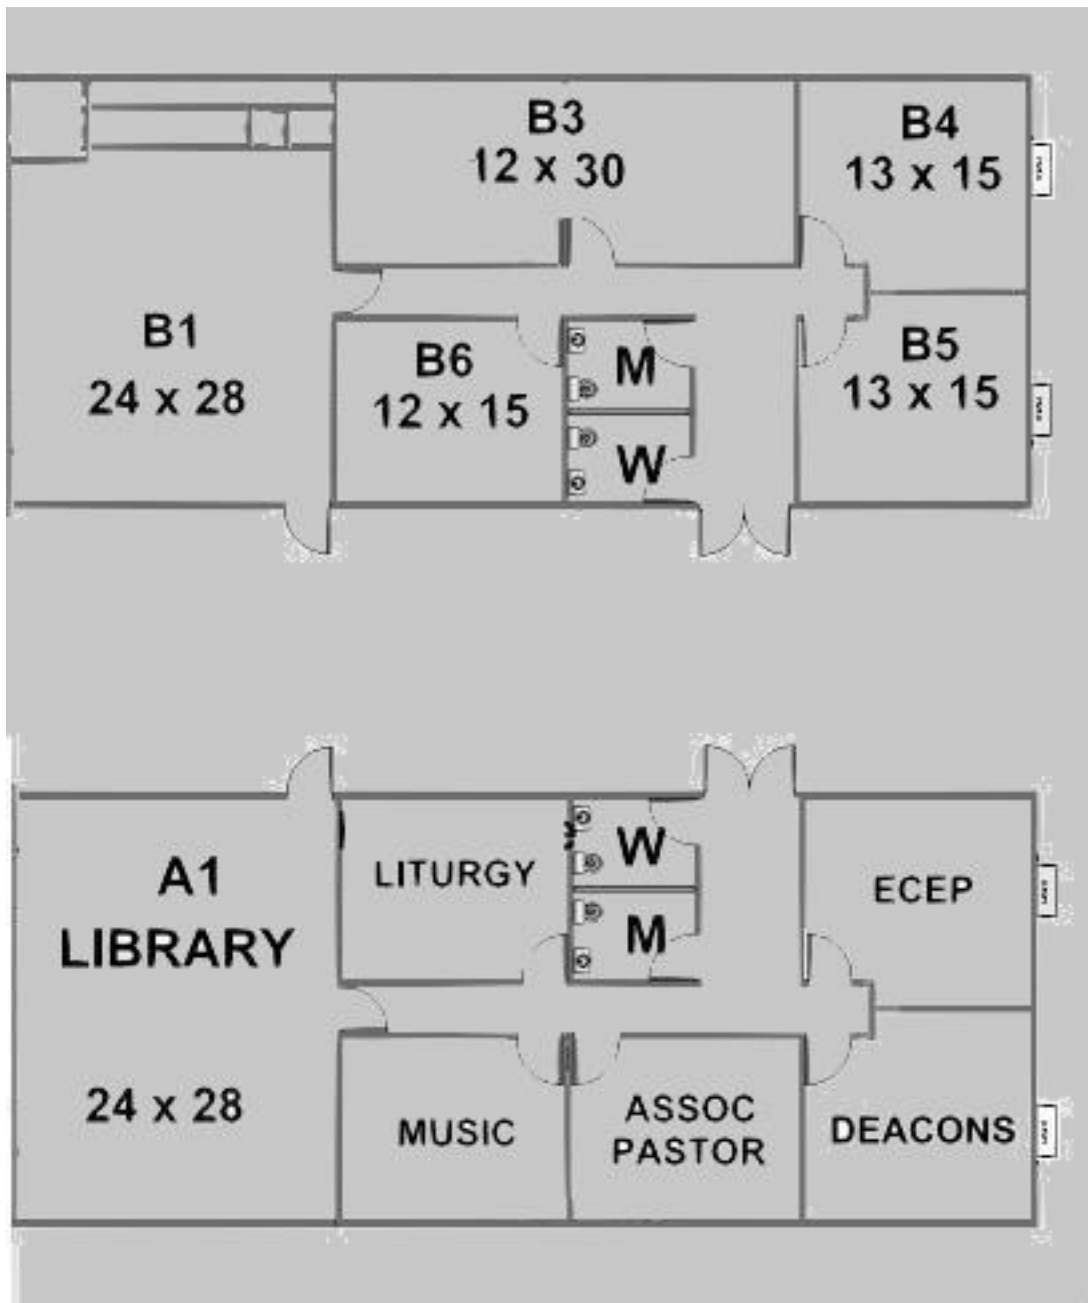 B3
12 x 30
B4
13 x 15
B1
24 x 28
B6
12 x 15
M
W
B5
13 x 15
A1
LIBRARY
24 x 28
LITURGY
W
M
ECEP
MUSIC
ASSOC
PASTOR
DEACONS